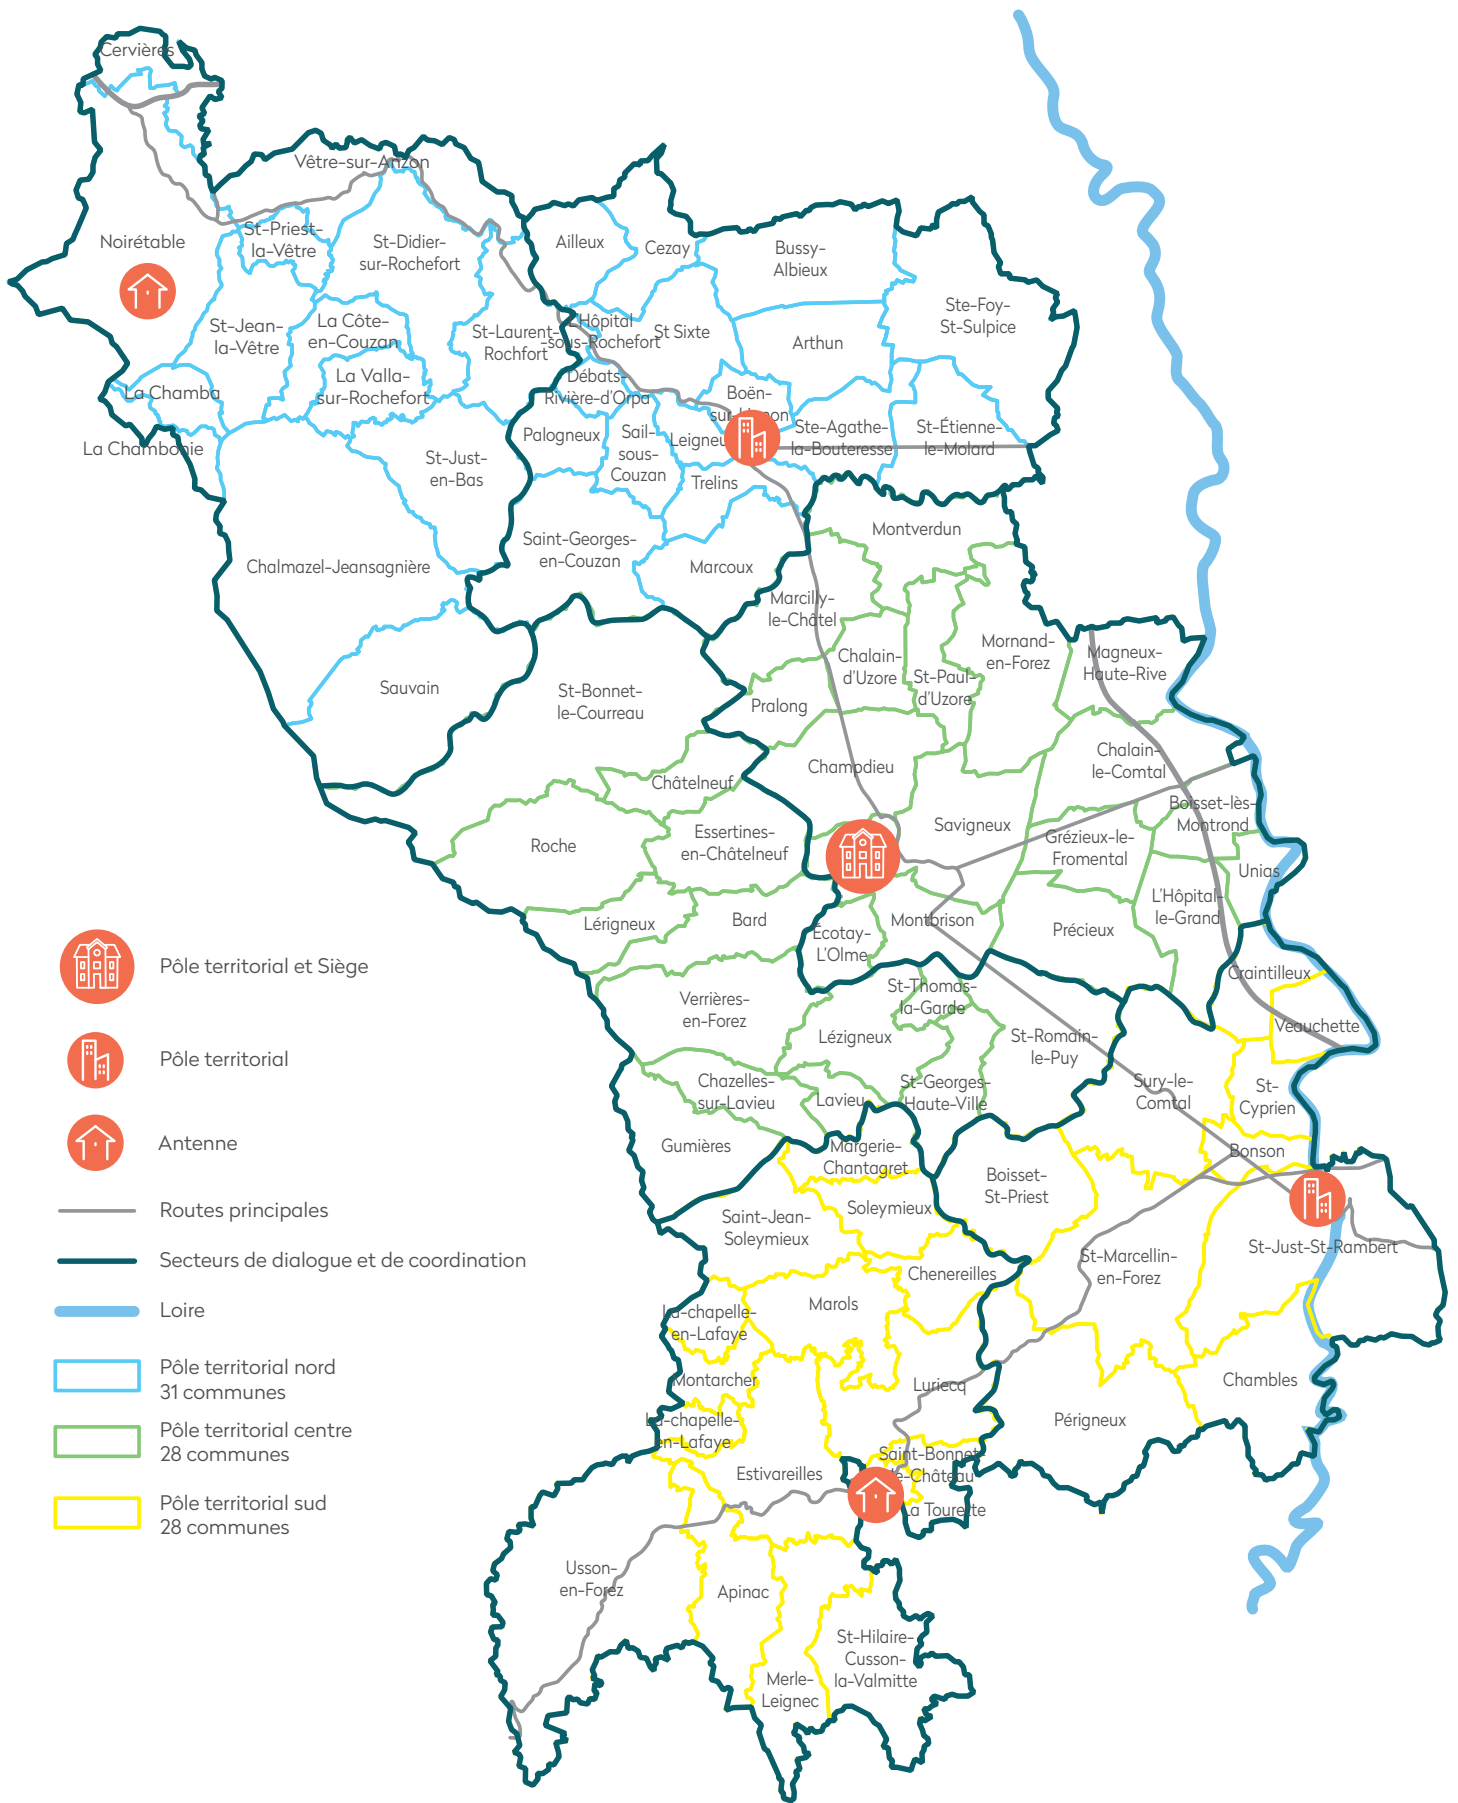 Cervières
Vêtre-sur-Anzon
Noirétable
St-Priest-
la-Vêtre
St-Didier-
sur-Rochefort
Ailleux
Cezay
Bussy-
Albieux
Ste-Foy-
St-Sulpice
St-Jean-
la-Vêtre
La Côte-
en-Couzan
St-Laurent-
Rochfort
L'Hôpital
-sous-Rochefort
St Sixte
Arthun
La Chamba
La Valla-
sur-Rochefort
Débats-
Rivière-d'Orpa
Boën-
sur-Lignon
La Chambonie
St-Just-
en-Bas
Palogneux
Sail-
sous-
Couzan
Leigneux
Trelins
Ste-Agathe-
la-Bouteresse
St-Étienne-
le-Molard
Chalmazel-Jeansagnière
Saint-Georges-
en-Couzan
Marcoux
Montverdun
Marcilly-
le-Châtel
Sauvain
St-Bonnet-
le-Courreau
Pralong
Chalain-
d'Uzore
St-Paul-
d'Uzore
Mornand-
en-Forez
Magneux-
Haute-Rive
Châtelneuf
Champdieu
Chalain-
le-Comtal
Roche
Essertines-
en-Châtelneuf
Savigneux
Grézieux-le-
Fromental
Boisset-lès-
Montrond
Unias
Lérigneux
Bard
Écotay-
L'Olme
Montbrison
Précieux
L'Hôpital-
le-Grand
Craintilleux
Verrières-
en-Forez
Lézigneux
St-Thomas-
la-Garde
St-Romain-
le-Puy
Veauchette
Chazelles-
sur-Lavieu
Lavieu
St-Georges-
Haute-Ville
Sury-le-
Comtal
St-
Cyprien
Gumières
Margerie-
Chantagret
Boisset-
St-Priest
Bonson
Saint-Jean-
Soleymieux
Soleymieux
St-Marcellin-
en-Forez
St-Just-St-Rambert
Chenereilles
La-chapelle-
en-Lafaye
Marols
Montarcher
Luriecq
Chambles
La-chapelle-
en-Lafaye
Périgneux
Estivareilles
Saint-Bonnet-
le-Château
La Tourette
Usson-
en-Forez
Apinac
St-Hilaire-
Cusson-
la-Valmitte
Merle-
Leignec
Pôle territorial et Siège
Pôle territorial
Antenne
Routes principales
Secteurs de dialogue et de coordination
Loire
Pôle territorial nord
31 communes
Pôle territorial centre
28 communes
Pôle territorial sud
28 communes